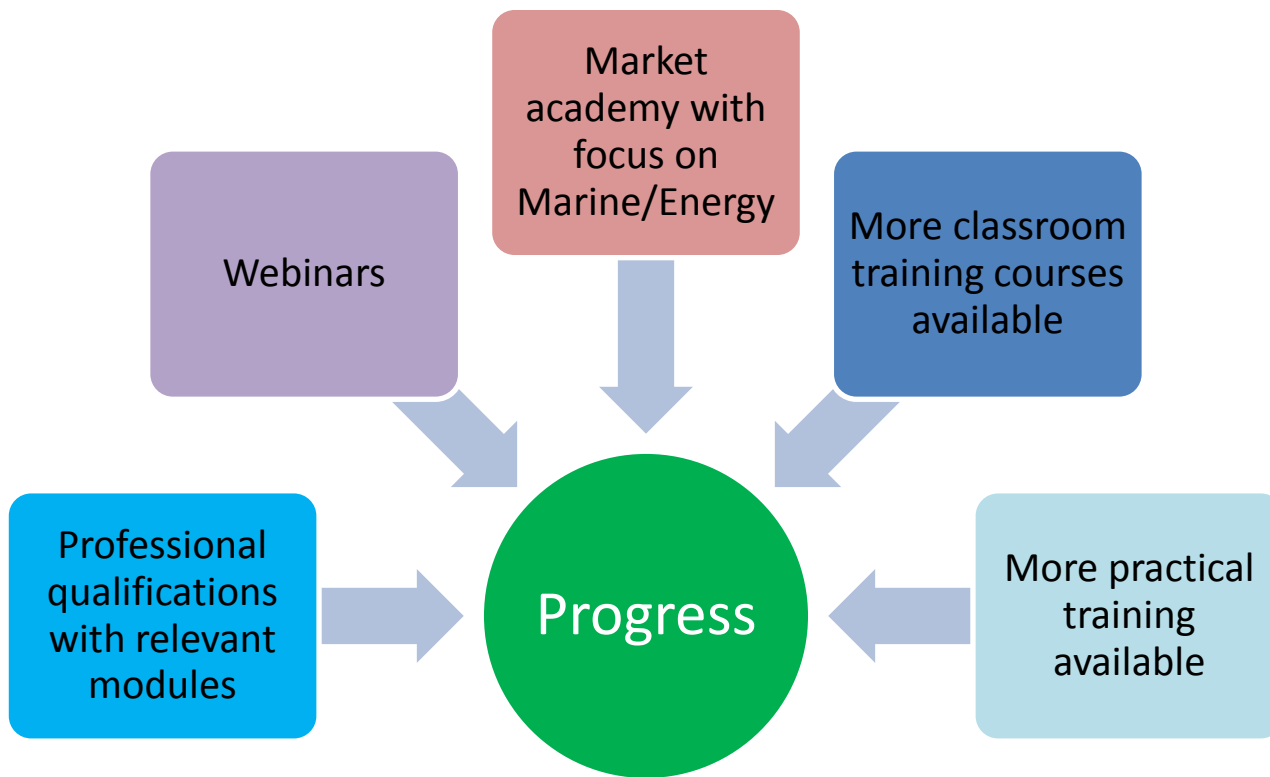 Market
academy with
focus on
Marine/Energy
Webinars
More classroom
training courses
available
Professional
qualifications
with relevant
modules
Progress
More practical
training
available